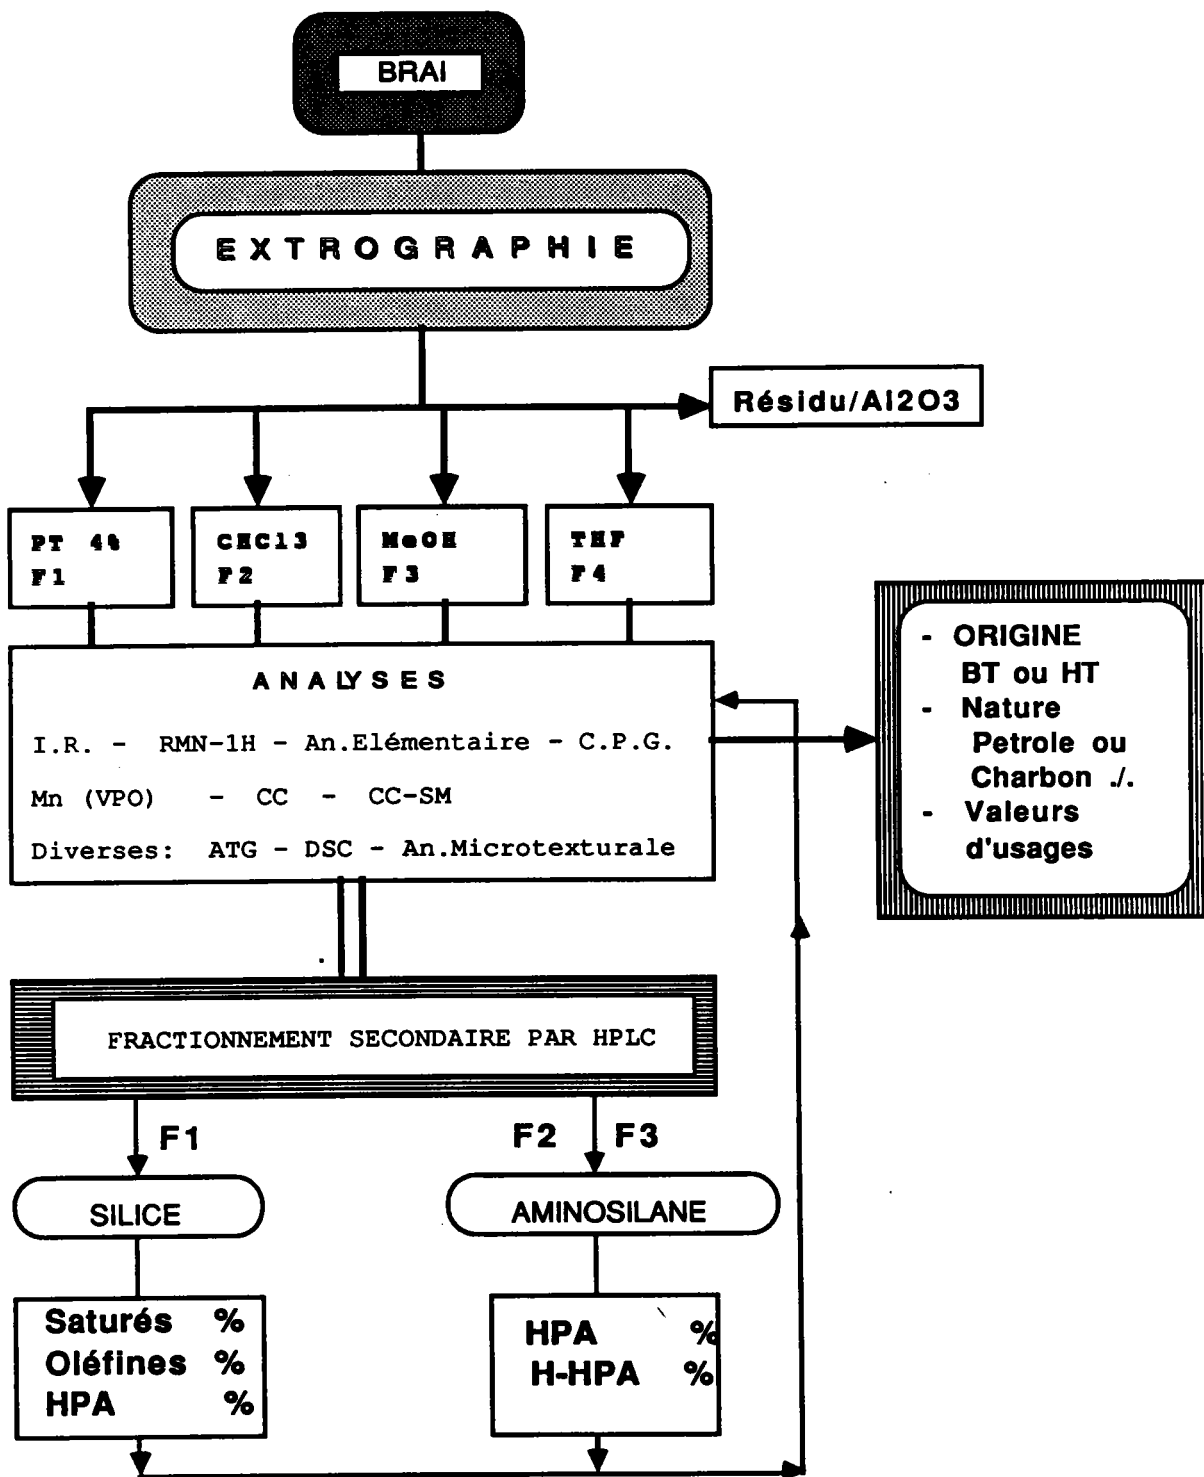 BRAI
EXTROGRAPHIE
Résidu/Al2O3
PT 4%
F1
CHCl3
F2
MeOH
F3
THF
F4
ANALYSES
I.R. - RMN-1H - An.Elémentaire - C.P.G.
Mn (VPO) - CC - CC-SM
Diverses: ATG - DSC - An.Microtexturale
- ORIGINE
BT ou HT
- Nature
Petrole ou
Charbon ./.
- Valeurs
d'usages
FRACTIONNEMENT SECONDAIRE PAR HPLC
F1
F2 F3
SILICE
AMINOSILANE
Saturés %
Oléfines %
HPA %
HPA %
H-HPA %